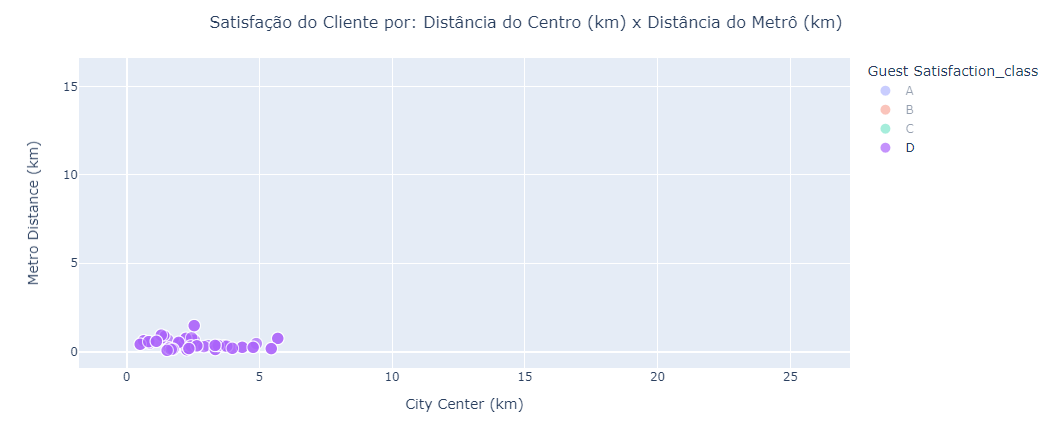 Satisfação do Cliente por: Distância do Centro (km) x Distância do Metrô (km)
Guest Satisfaction_class
A
B
C
D
Metro Distance (km)
15
10
5
0
0 5 10 15 20 25
City Center (km)